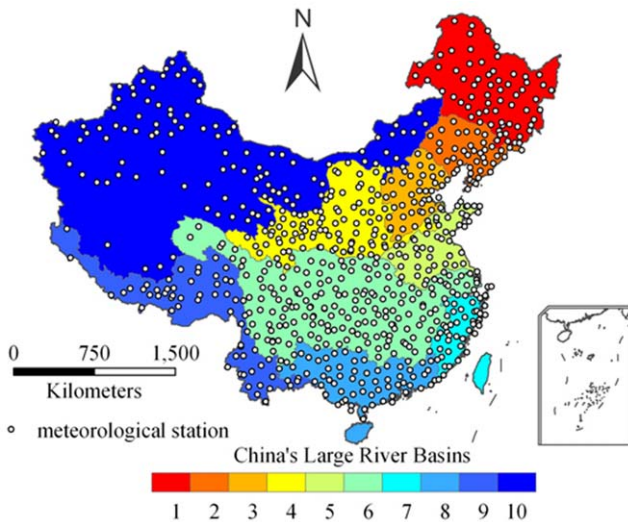 N
0 750 1,500
Kilometers
meteorological station
China's Large River Basins
1 2 3 4 5 6 7 8 9 10